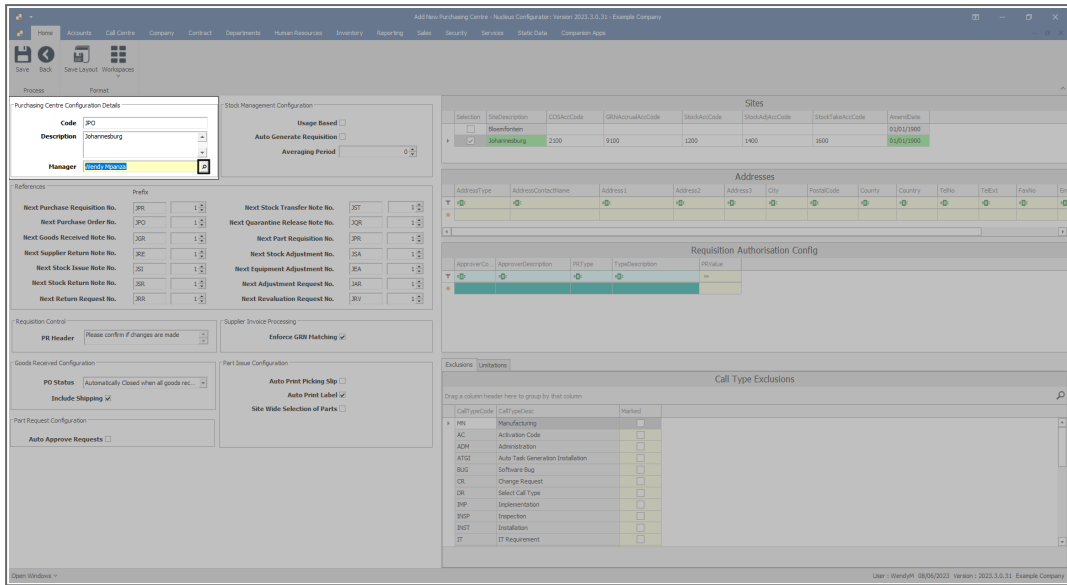 Add New Purchasing Centre - Nucleus Configurator: Version 2023.3.0.31 - Example Company
Home Accounts Call Centre Company Contract Departments Human Resources Inventory Reporting Sales Security Services Static Data Companion Apps
Save Back Save Layout Workspaces
Process Format
Purchasing Centre Configuration Details
Code JPO
Description Johannesburg
Manager Wendy Mpanza
Stock Management Configuration
Usage Based
Auto Generate Requisition
Averaging Period 0
References
Prefix
Next Purchase Requisition No. JPR 1
Next Purchase Order No. JPO 1
Next Goods Received Note No. JGR 1
Next Supplier Return Note No. JRE 1
Next Stock Issue Note No. JSI 1
Next Stock Return Note No. JSR 1
Next Return Request No. JRR 1
Next Stock Transfer Note No. JST 1
Next Quarantine Release Note No. JQR 1
Next Part Requisition No. JPR 1
Next Stock Adjustment No. JSA 1
Next Equipment Adjustment No. JEA 1
Next Adjustment Request No. JAR 1
Next Revaluation Request No. JRV 1
Requisition Control
PR Header Please confirm if changes are made
Supplier Invoice Processing
Enforce GRN Matching
Goods Received Configuration
PO Status Automatically Closed when all goods rec...
Include Shipping
Part Issue Configuration
Auto Print Picking Slip
Auto Print Label
Site Wide Selection of Parts
Part Request Configuration
Auto Approve Requests
Sites
Selection SiteDescription COSAccCode GRNAccrualAccCode StockAccCode StockAdjAccCode StockTakeAccCode AmendDate
Bloemfontein 01/01/1900
Johannesburg 2100 9100 1200 1400 1600 01/01/1900
Addresses
AddressType AddressContactName Address1 Address2 Address3 City PostalCode County Country TelNo TelExt FaxNo Em
Requisition Authorisation Config
ApproverCo... ApproverDescription PRType TypeDescription PRValue
=
Exclusions Limitations
Call Type Exclusions
Drag a column header here to group by that column
CallTypeCode CallTypeDesc Marked
MN Manufacturing
AC Activation Code
ADM Administration
ATGI Auto Task Generation Installation
BUG Software Bug
CR Change Request
DR Select Call Type
IMP Implementation
INSP Inspection
INST Installation
IT IT Requirement
Open Windows
User : WendyM 08/06/2023 Version : 2023.3.0.31 Example Company